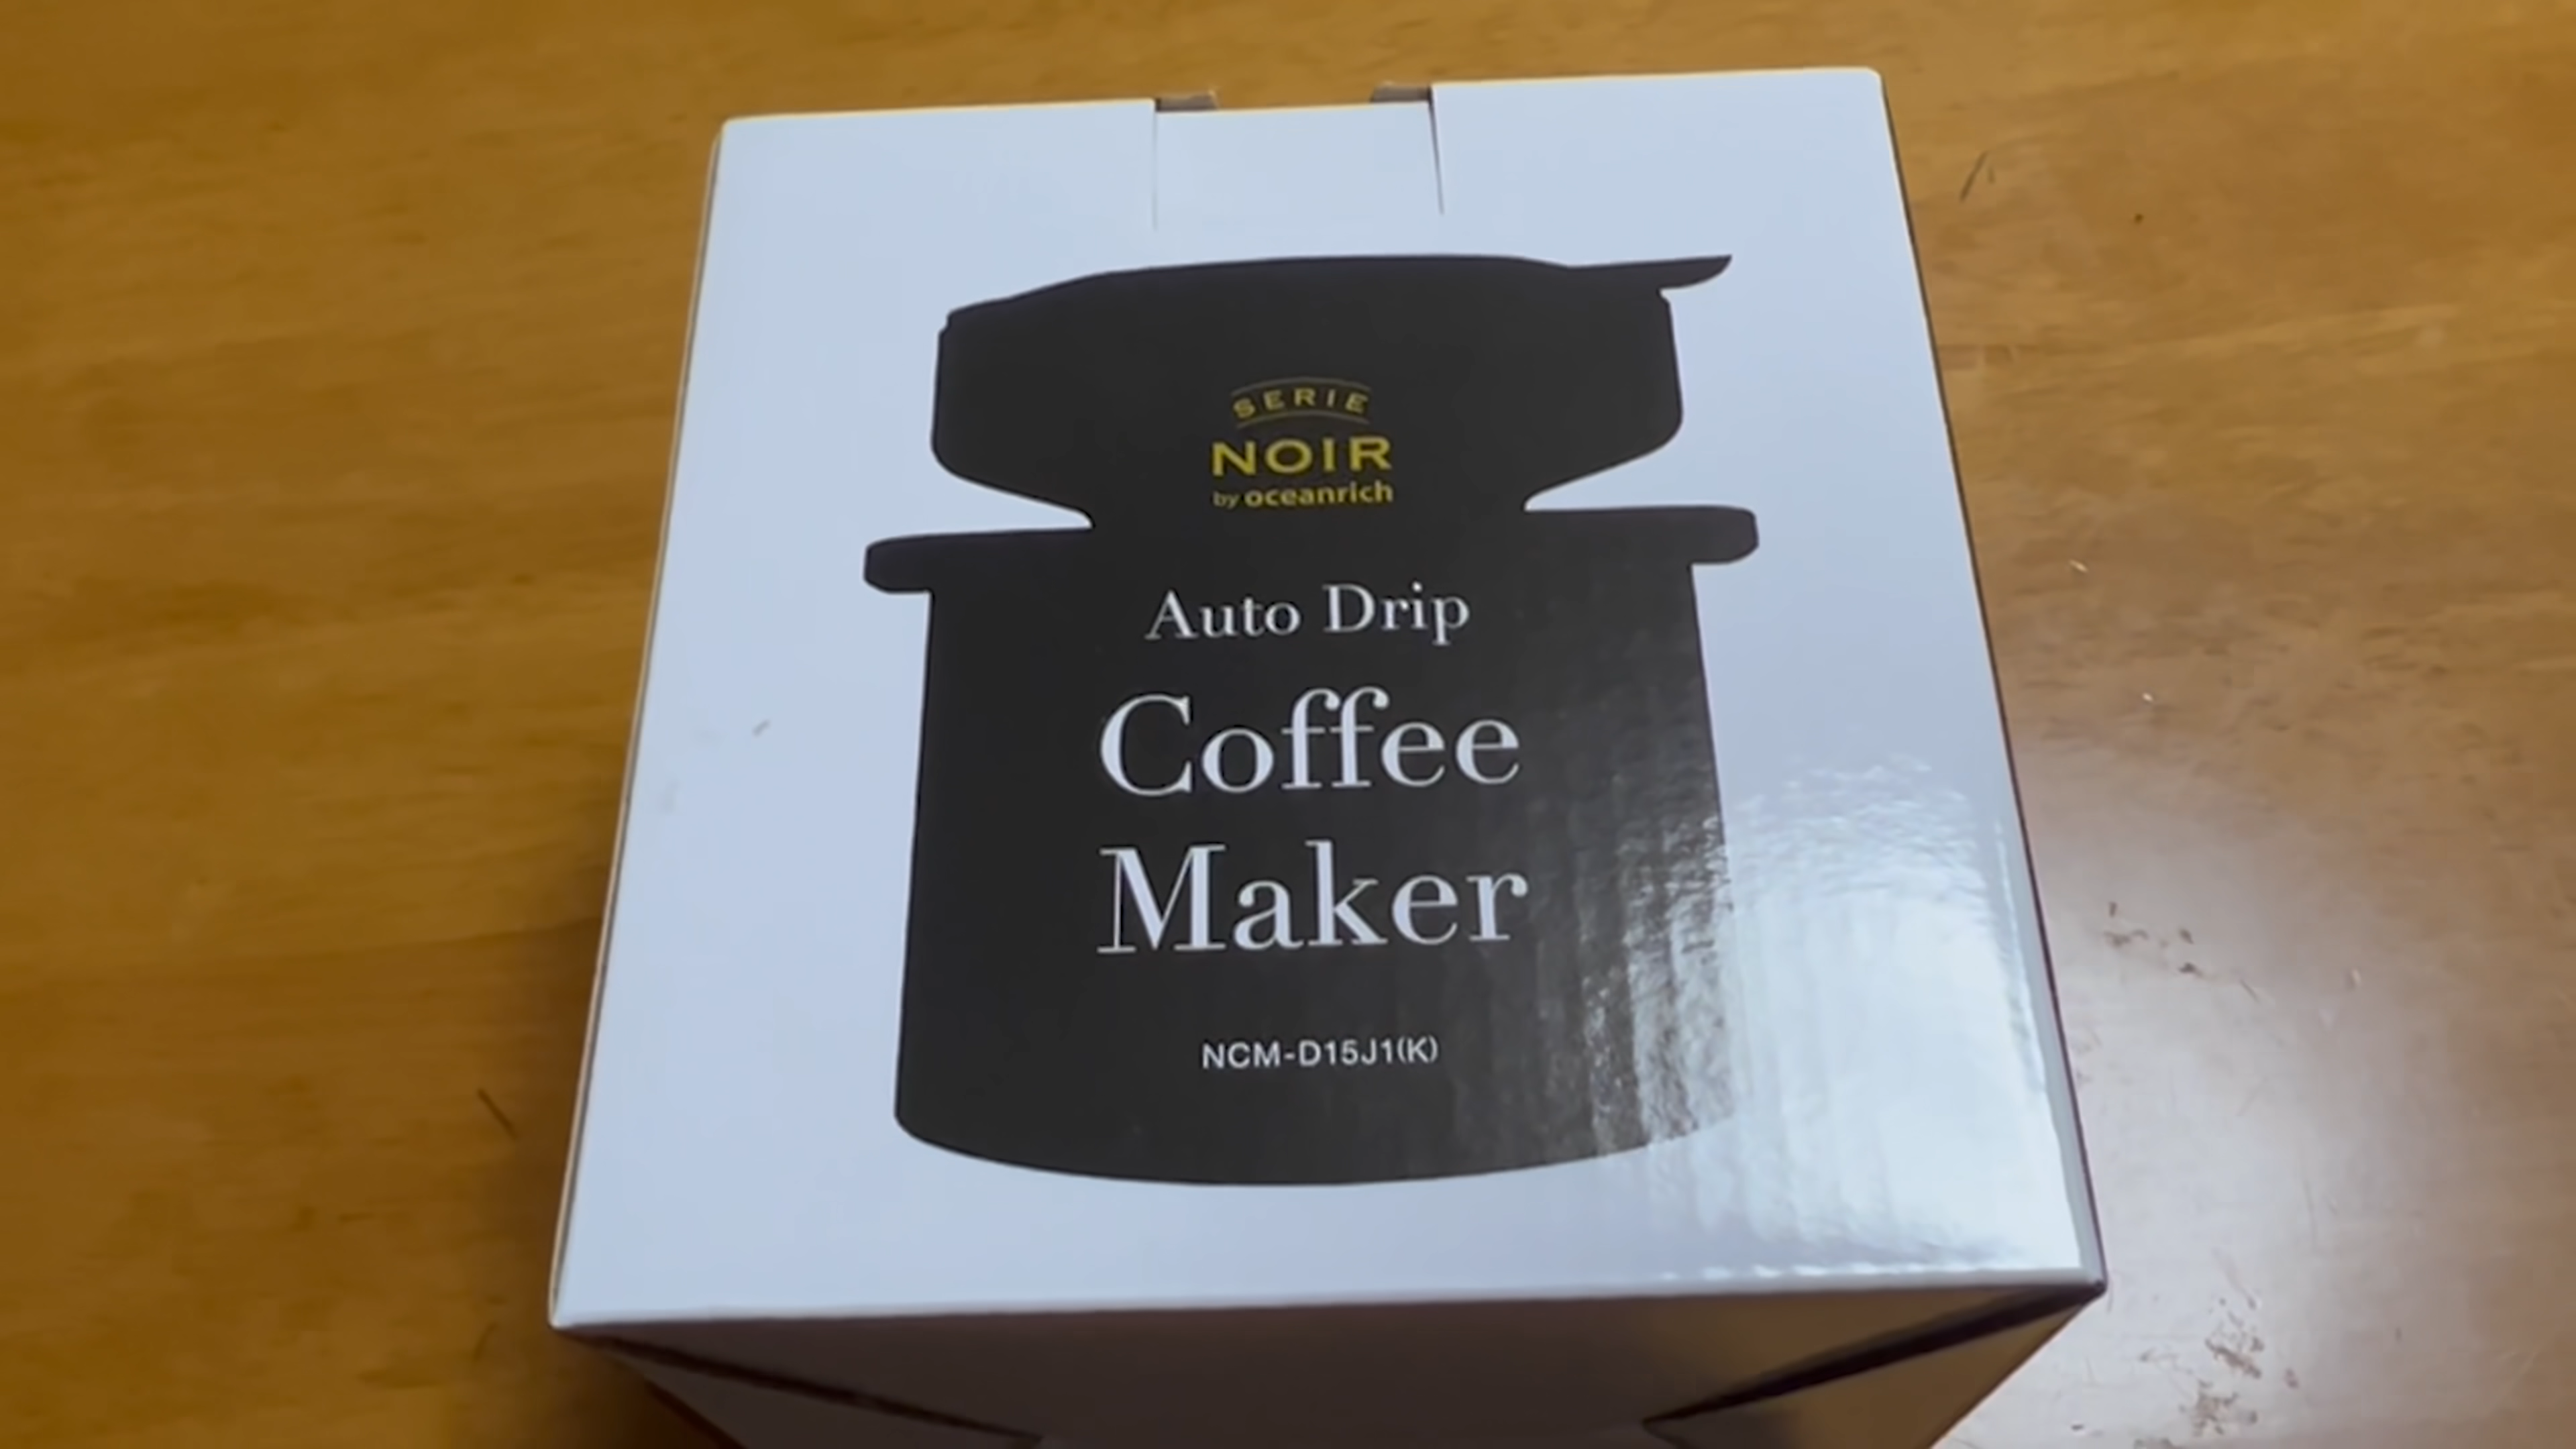 SERIE
NOIR
by oceanrich
Auto Drip
Coffee
Maker
NCM-D15J1(K)